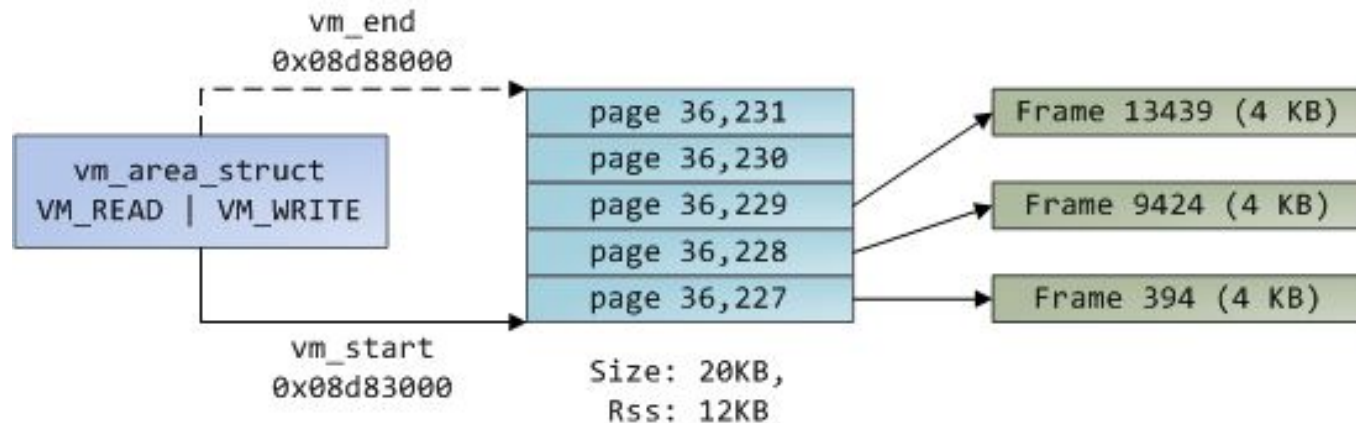 vm_end
0x08d88000
vm_area_struct
VM_READ | VM_WRITE
vm_start
0x08d83000
page 36,231
page 36,230
page 36,229
page 36,228
page 36,227
Size: 20KB,
Rss: 12KB
Frame 13439 (4 KB)
Frame 9424 (4 KB)
Frame 394 (4 KB)